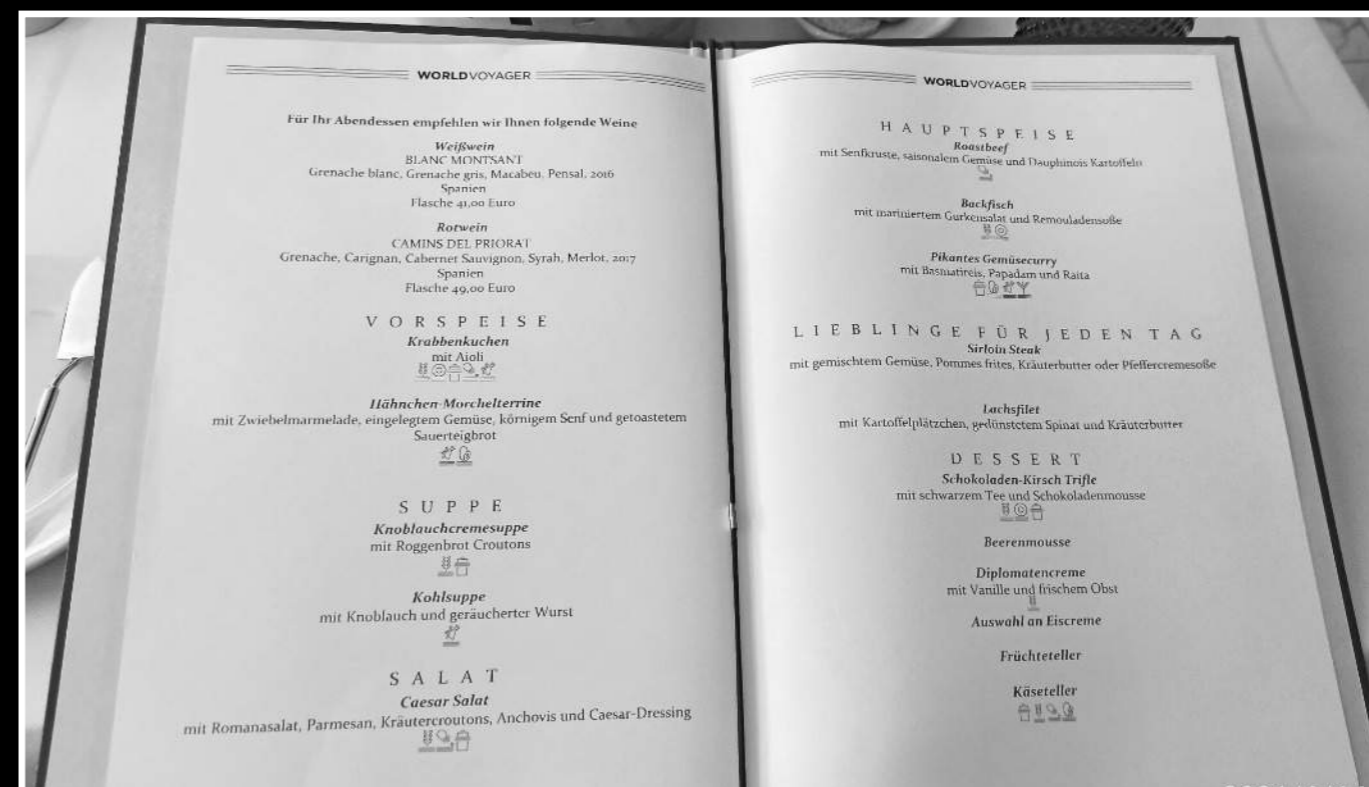 WORLDVOYAGER
Für Ihr Abendessen empfehlen wir Ihnen folgende Weine
Weißwein
BLANC MONTSANT
Grenache blanc, Grenache gris, Macabeu, Pensal, 2016
Spanien
Flasche 41,00 Euro
Rotwein
CAMINS DEL PRIORAT
Grenache, Carignan, Cabernet Sauvignon, Syrah, Merlot, 2017
Spanien
Flasche 49,00 Euro
VORSPEISE
Krabbenkuchen
mit Aioli
Hähnchen-Morchelterrine
mit Zwiebelmarmelade, eingelegtem Gemüse, körnigem Senf und getoastetem
Sauerteigbrot
SUPPE
Knoblauchcremesuppe
mit Roggenbrot Croutons
Kohlsuppe
mit Knoblauch und geräucherter Wurst
SALAT
Caesar Salat
mit Romanasalat, Parmesan, Kräutercroutons, Anchovis und Caesar-Dressing
WORLDVOYAGER
HAUPTSPEISE
Roastbeef
mit Senfkruste, saisonalem Gemüse und Dauphinois Kartoffeln
Backfisch
mit mariniertem Gurkensalat und Remouladensoße
Pikantes Gemüsecurry
mit Basmatireis, Papadam und Raita
LIEBLINGE FÜR JEDEN TAG
Sirloin Steak
mit gemischtem Gemüse, Pommes frites, Kräuterbutter oder Pfeffercremesoße
Lachsfilet
mit Kartoffelplätzchen, gedünstetem Spinat und Kräuterbutter
DESSERT
Schokoladen-Kirsch Trifle
mit schwarzem Tee und Schokoladenmousse
Beerenmousse
Diplomatencreme
mit Vanille und frischem Obst
Auswahl an Eiscreme
Früchteteller
Käseteller